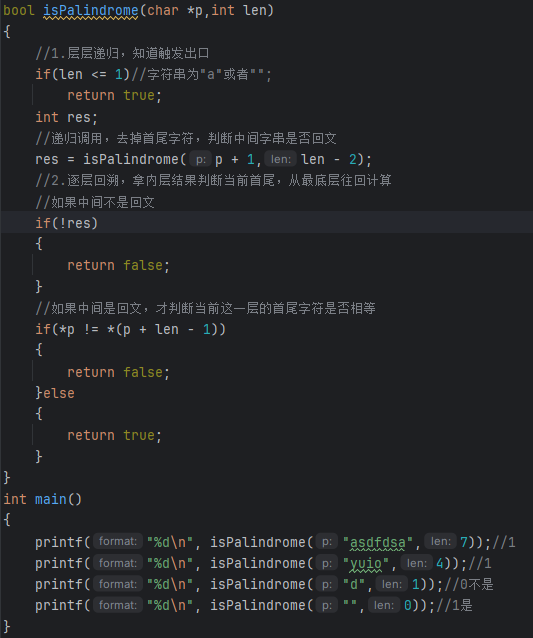 bool isPalindrome(char *p,int len)
{
    //1.层层递归，知道触发出口
    if(len <= 1)//字符串为"a"或者"";
        return true;
    int res;
    //递归调用，去掉首尾字符，判断中间字串是否回文
    res = isPalindrome( p: p + 1, len: len - 2);
    //2.逐层回溯，拿内层结果判断当前首尾，从最底层往回计算
    //如果中间不是回文
    if(!res)
    {
        return false;
    }
    //如果中间是回文，才判断当前这一层的首尾字符是否相等
    if(*p != *(p + len - 1))
    {
        return false;
    }else
    {
        return true;
    }
}
int main()
{
    printf( format: "%d\n", isPalindrome( p: "asdfdsa", len: 7));//1
    printf( format: "%d\n", isPalindrome( p: "yuio", len: 4));//1
    printf( format: "%d\n", isPalindrome( p: "d", len: 1));//0不是
    printf( format: "%d\n", isPalindrome( p: "", len: 0));//1是
}